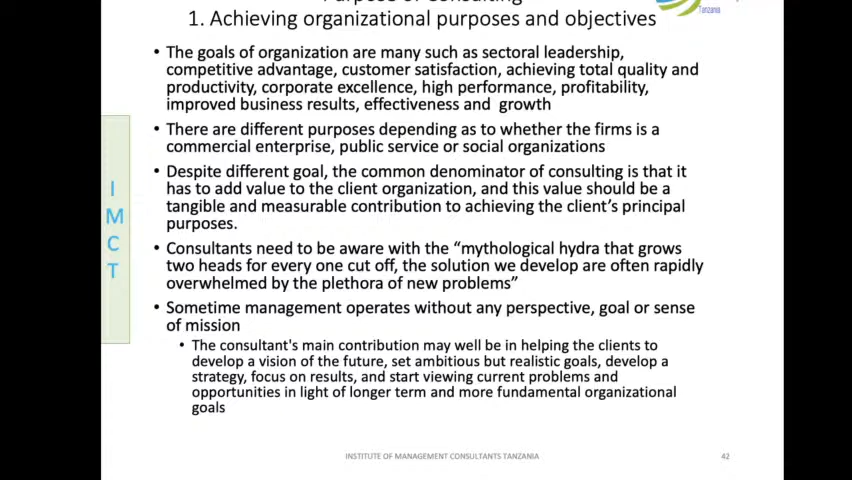 Purpose of Consulting
1. Achieving organizational purposes and objectives
Tanzania
• The goals of organization are many such as sectoral leadership,
competitive advantage, customer satisfaction, achieving total quality and
productivity, corporate excellence, high performance, profitability,
improved business results, effectiveness and growth
• There are different purposes depending as to whether the firms is a
commercial enterprise, public service or social organizations
• Despite different goal, the common denominator of consulting is that it
has to add value to the client organization, and this value should be a
tangible and measurable contribution to achieving the client's principal
purposes.
• Consultants need to be aware with the “mythological hydra that grows
two heads for every one cut off, the solution we develop are often rapidly
overwhelmed by the plethora of new problems”
• Sometime management operates without any perspective, goal or sense
of mission
• The consultant's main contribution may well be in helping the clients to
develop a vision of the future, set ambitious but realistic goals, develop a
strategy, focus on results, and start viewing current problems and
opportunities in light of longer term and more fundamental organizational
goals
I
M
C
T
INSTITUTE OF MANAGEMENT CONSULTANTS TANZANIA
42